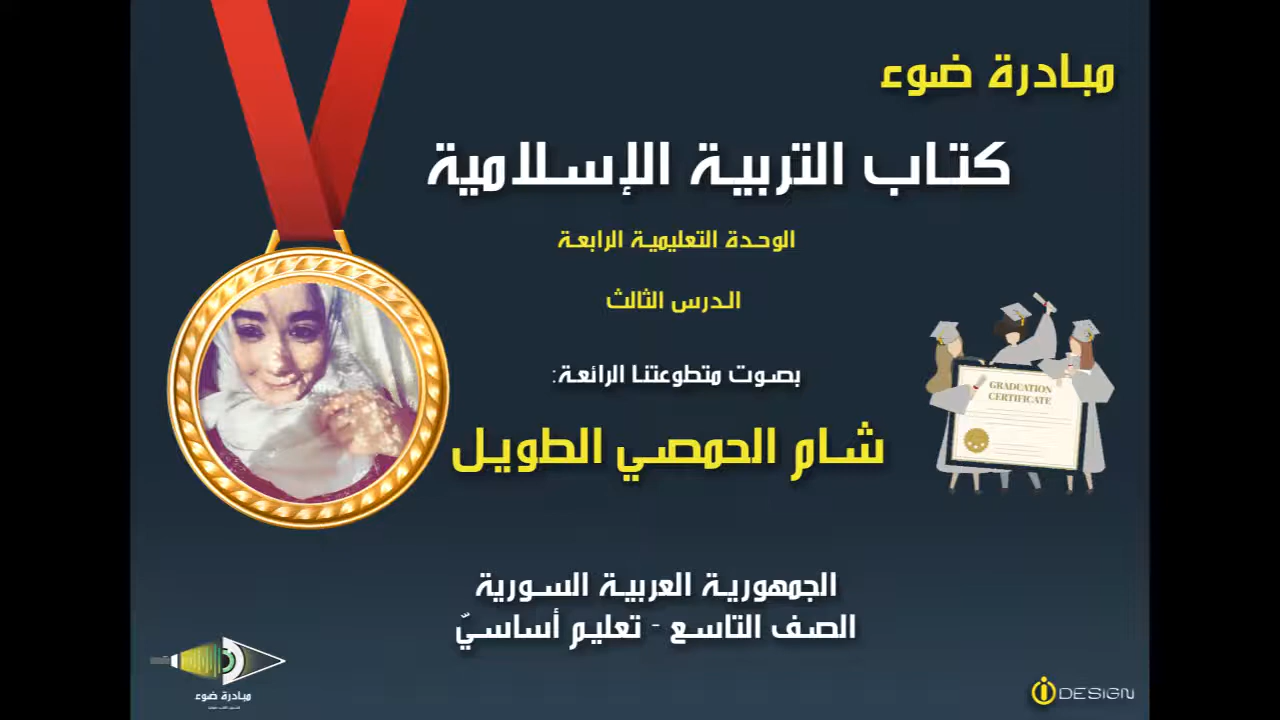 مبادرة ضوء
كتاب التربية الإسلامية
الوحدة التعليمية الرابعة
الدرس الثالث
بصوت متطوعتنا الرائعة:
شام الحمصي الطويل
GRADUATION
CERTIFICATE
الجمهورية العربية السورية
الصف التاسع - تعليم أساسيّ
مبادرة ضوء
DESIGN